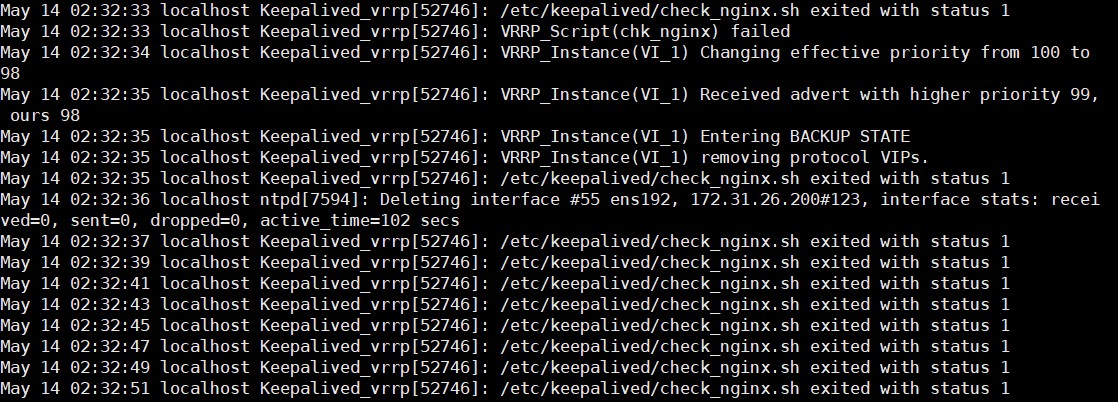 May 14 02:32:33 localhost Keepalived_vrrp[52746]: /etc/keepalived/check_nginx.sh exited with status 1
May 14 02:32:33 localhost Keepalived_vrrp[52746]: VRRP_Script(chk_nginx) failed
May 14 02:32:34 localhost Keepalived_vrrp[52746]: VRRP_Instance(VI_1) Changing effective priority from 100 to
98
May 14 02:32:35 localhost Keepalived_vrrp[52746]: VRRP_Instance(VI_1) Received advert with higher priority 99,
ours 98
May 14 02:32:35 localhost Keepalived_vrrp[52746]: VRRP_Instance(VI_1) Entering BACKUP STATE
May 14 02:32:35 localhost Keepalived_vrrp[52746]: VRRP_Instance(VI_1) removing protocol VIPs.
May 14 02:32:35 localhost Keepalived_vrrp[52746]: /etc/keepalived/check_nginx.sh exited with status 1
May 14 02:32:36 localhost ntpd[7594]: Deleting interface #55 ens192, 172.31.26.200#123, interface stats: recei
ved=0, sent=0, dropped=0, active_time=102 secs
May 14 02:32:37 localhost Keepalived_vrrp[52746]: /etc/keepalived/check_nginx.sh exited with status 1
May 14 02:32:39 localhost Keepalived_vrrp[52746]: /etc/keepalived/check_nginx.sh exited with status 1
May 14 02:32:41 localhost Keepalived_vrrp[52746]: /etc/keepalived/check_nginx.sh exited with status 1
May 14 02:32:43 localhost Keepalived_vrrp[52746]: /etc/keepalived/check_nginx.sh exited with status 1
May 14 02:32:45 localhost Keepalived_vrrp[52746]: /etc/keepalived/check_nginx.sh exited with status 1
May 14 02:32:47 localhost Keepalived_vrrp[52746]: /etc/keepalived/check_nginx.sh exited with status 1
May 14 02:32:49 localhost Keepalived_vrrp[52746]: /etc/keepalived/check_nginx.sh exited with status 1
May 14 02:32:51 localhost Keepalived_vrrp[52746]: /etc/keepalived/check_nginx.sh exited with status 1